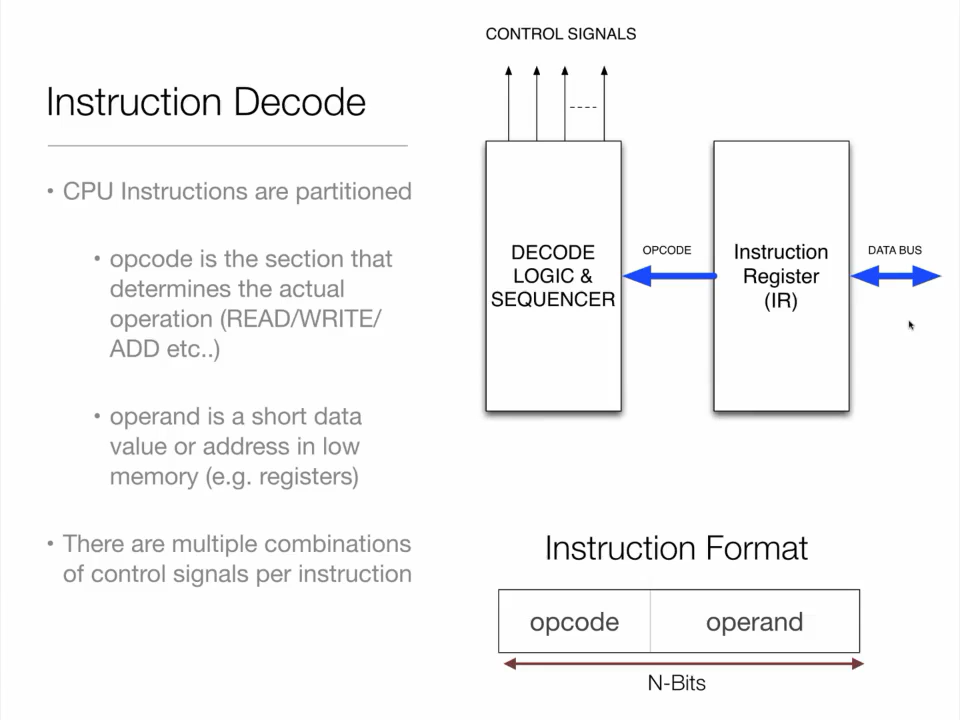 Instruction Decode
• CPU Instructions are partitioned
• opcode is the section that
determines the actual
operation (READ/WRITE/
ADD etc..)
• operand is a short data
value or address in low
memory (e.g. registers)
• There are multiple combinations
of control signals per instruction
CONTROL SIGNALS
DECODE
LOGIC &
SEQUENCER
OPCODE
Instruction
Register
(IR)
DATA BUS
Instruction Format
opcode
operand
N-Bits